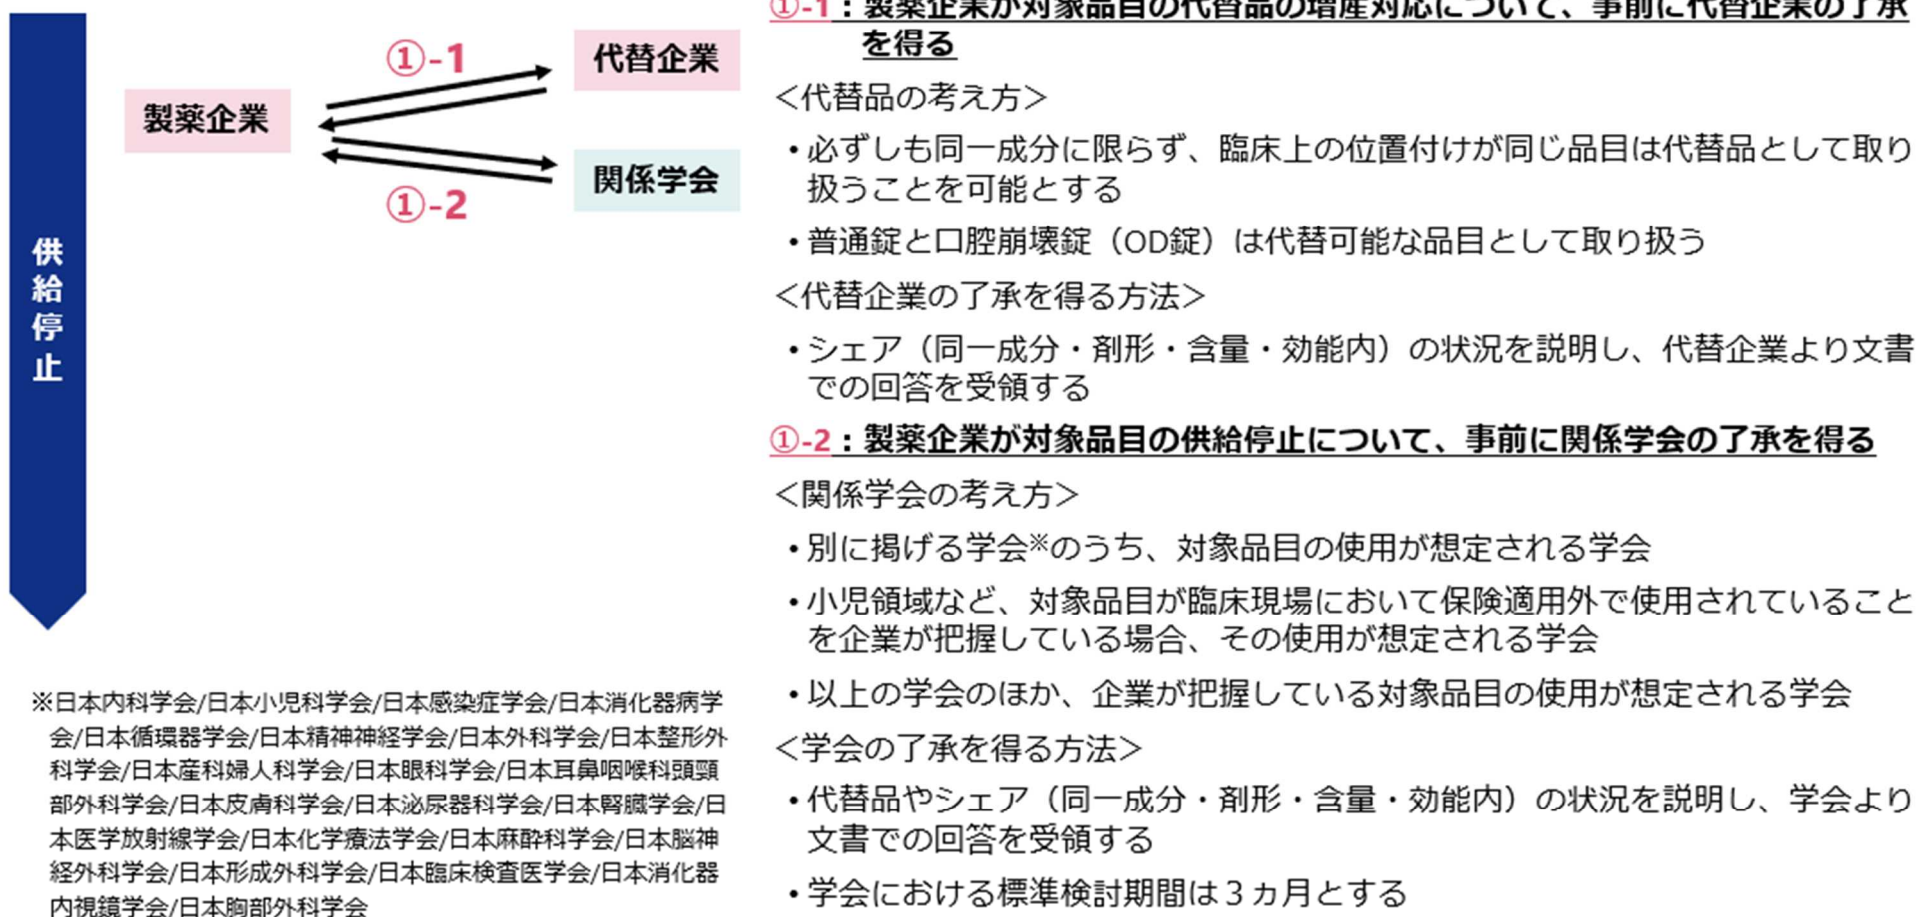 ①-1：製薬企業が対象品目の代替品の増産対応について、事前に代替企業の了承
を得る
①-1
代替企業
製薬企業
関係学会
①-2
供給停止
＜代替品の考え方＞
・必ずしも同一成分に限らず、臨床上の位置付けが同じ品目は代替品として取り
扱うことを可能とする
・普通錠と口腔崩壊錠（OD錠）は代替可能な品目として取り扱う
＜代替企業の了承を得る方法＞
・シェア（同一成分・剤形・含量・効能内）の状況を説明し、代替企業より文書
での回答を受領する
①-2：製薬企業が対象品目の供給停止について、事前に関係学会の了承を得る
＜関係学会の考え方＞
・別に掲げる学会※のうち、対象品目の使用が想定される学会
・小児領域など、対象品目が臨床現場において保険適用外で使用されていること
を企業が把握している場合、その使用が想定される学会
・以上の学会のほか、企業が把握している対象品目の使用が想定される学会
＜学会の了承を得る方法＞
・代替品やシェア（同一成分・剤形・含量・効能内）の状況を説明し、学会より
文書での回答を受領する
・学会における標準検討期間は３ヵ月とする
※日本内科学会/日本小児科学会/日本感染症学会/日本消化器病学
会/日本循環器学会/日本精神神経学会/日本外科学会/日本整形外
科学会/日本産科婦人科学会/日本眼科学会/日本耳鼻咽喉科頭頸
部外科学会/日本皮膚科学会/日本泌尿器科学会/日本腎臓学会/日
本医学放射線学会/日本化学療法学会/日本麻酔科学会/日本脳神
経外科学会/日本形成外科学会/日本臨床検査医学会/日本消化器
内視鏡学会/日本胸部外科学会